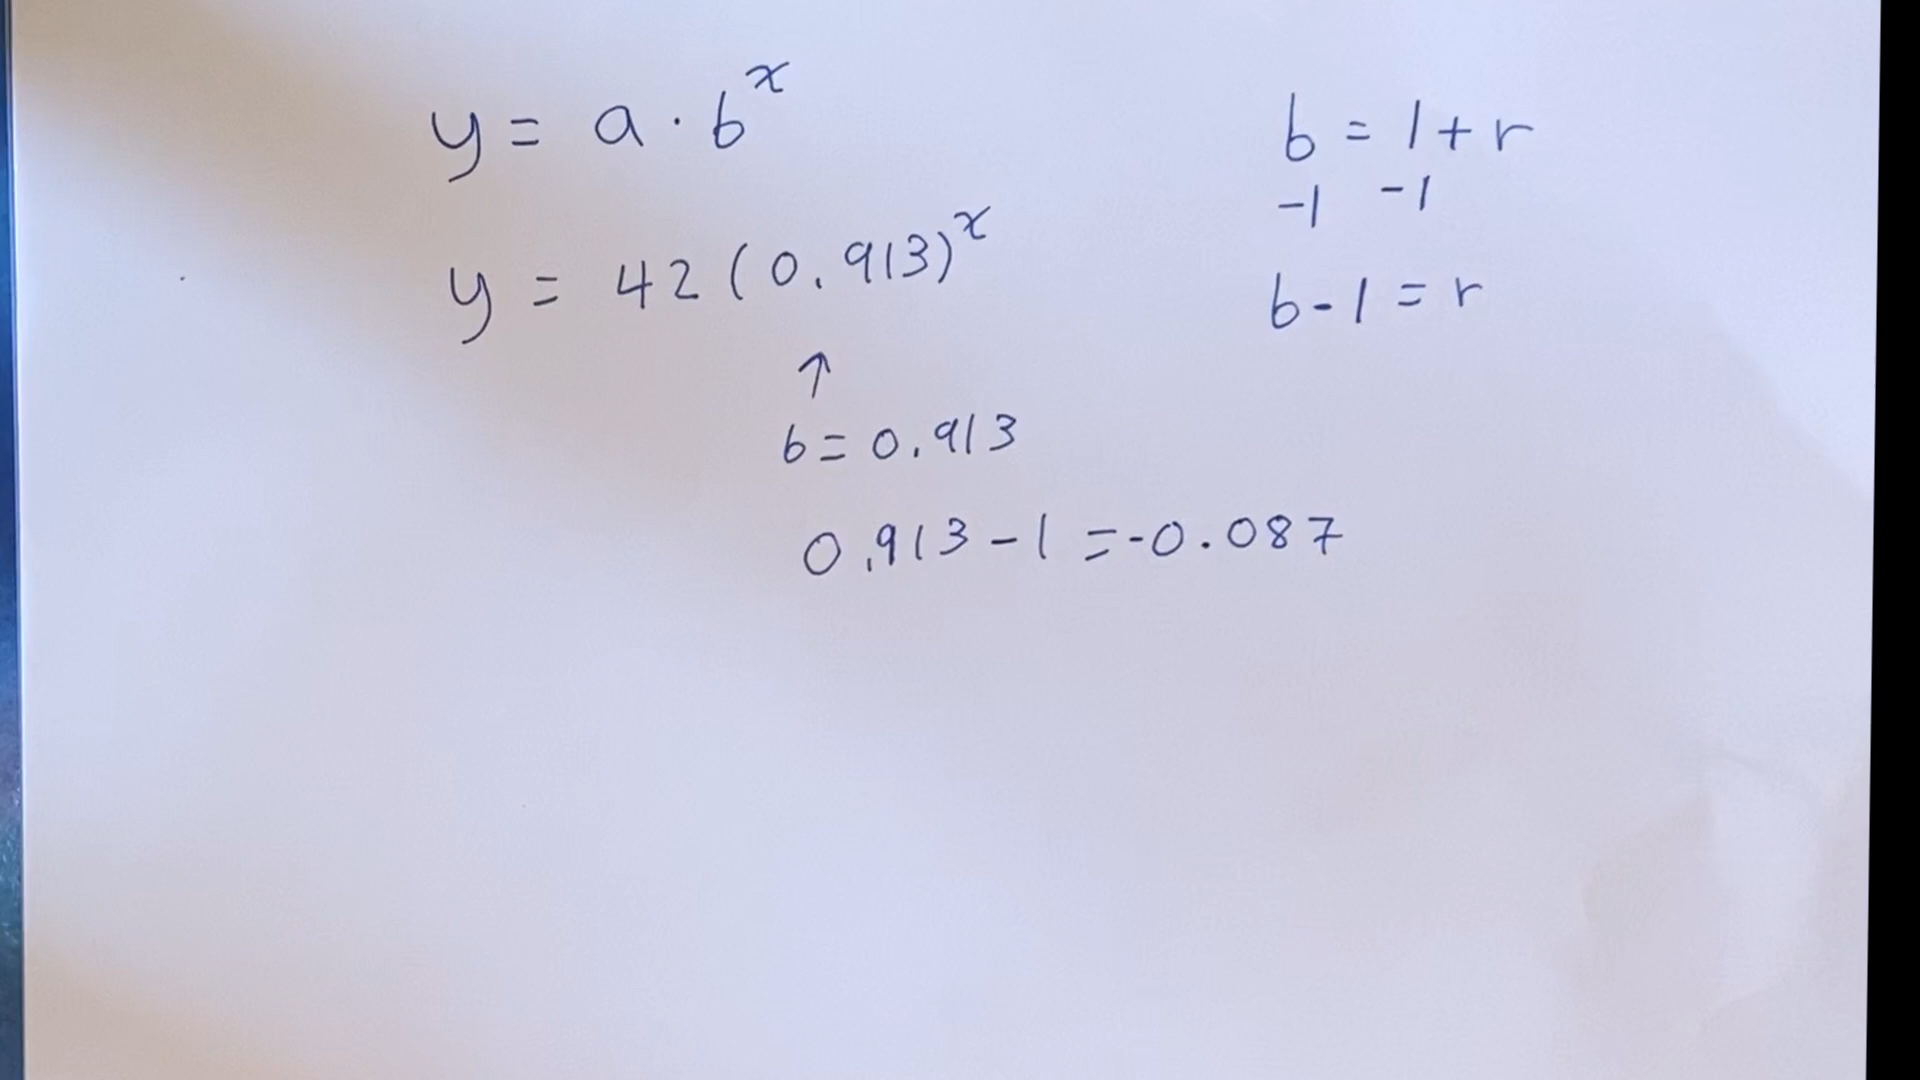 y = a · b^x
y = 42 (0.913)^x
↑
b = 0.913
0.913 - 1 = -0.087
b = 1 + r
-1 -1
b - 1 = r